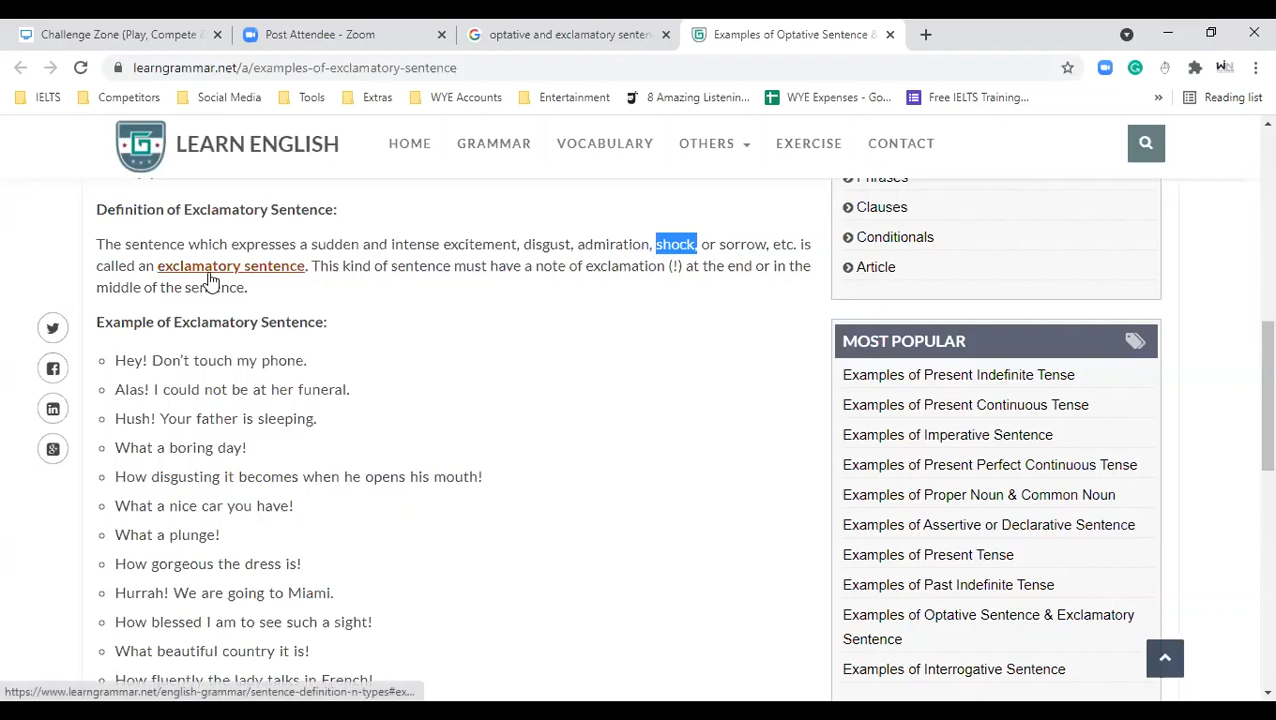 Challenge Zone (Play, Compete &
Post Attendee - Zoom
optative and exclamatory senten
Examples of Optative Sentence &
learngrammar.net/a/examples-of-exclamatory-sentence
IELTS
Competitors
Social Media
Tools
Extras
WYE Accounts
Entertainment
8 Amazing Listenin...
WYE Expenses - Go...
Free IELTS Training...
»
Reading list
LEARN ENGLISH
HOME
GRAMMAR
VOCABULARY
OTHERS
EXERCISE
CONTACT
Definition of Exclamatory Sentence:
The sentence which expresses a sudden and intense excitement, disgust, admiration, shock, or sorrow, etc. is
called an exclamatory sentence. This kind of sentence must have a note of exclamation (!) at the end or in the
middle of the sentence.
Example of Exclamatory Sentence:
Hey! Don't touch my phone.
Alas! I could not be at her funeral.
Hush! Your father is sleeping.
What a boring day!
How disgusting it becomes when he opens his mouth!
What a nice car you have!
What a plunge!
How gorgeous the dress is!
Hurrah! We are going to Miami.
How blessed I am to see such a sight!
What beautiful country it is!
How fluently the lady talks in French!
Phrases
Clauses
Conditionals
Article
MOST POPULAR
Examples of Present Indefinite Tense
Examples of Present Continuous Tense
Examples of Imperative Sentence
Examples of Present Perfect Continuous Tense
Examples of Proper Noun & Common Noun
Examples of Assertive or Declarative Sentence
Examples of Present Tense
Examples of Past Indefinite Tense
Examples of Optative Sentence & Exclamatory
Sentence
Examples of Interrogative Sentence
https://www.learngrammar.net/english-grammar/sentence-definition-n-types#ex...